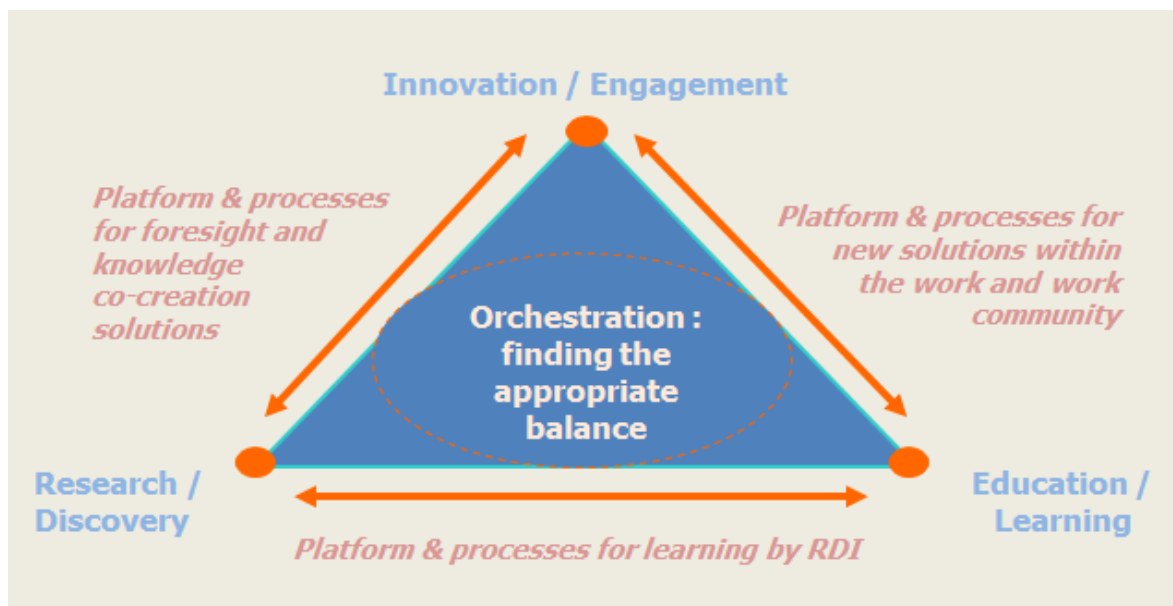 Innovation / Engagement
Platform & processes
for foresight and
knowledge
co-creation
solutions
Platform & processes for
new solutions within
the work and work
community
Orchestration :
finding the
appropriate
balance
Research /
Discovery
Education /
Learning
Platform & processes for learning by RDI